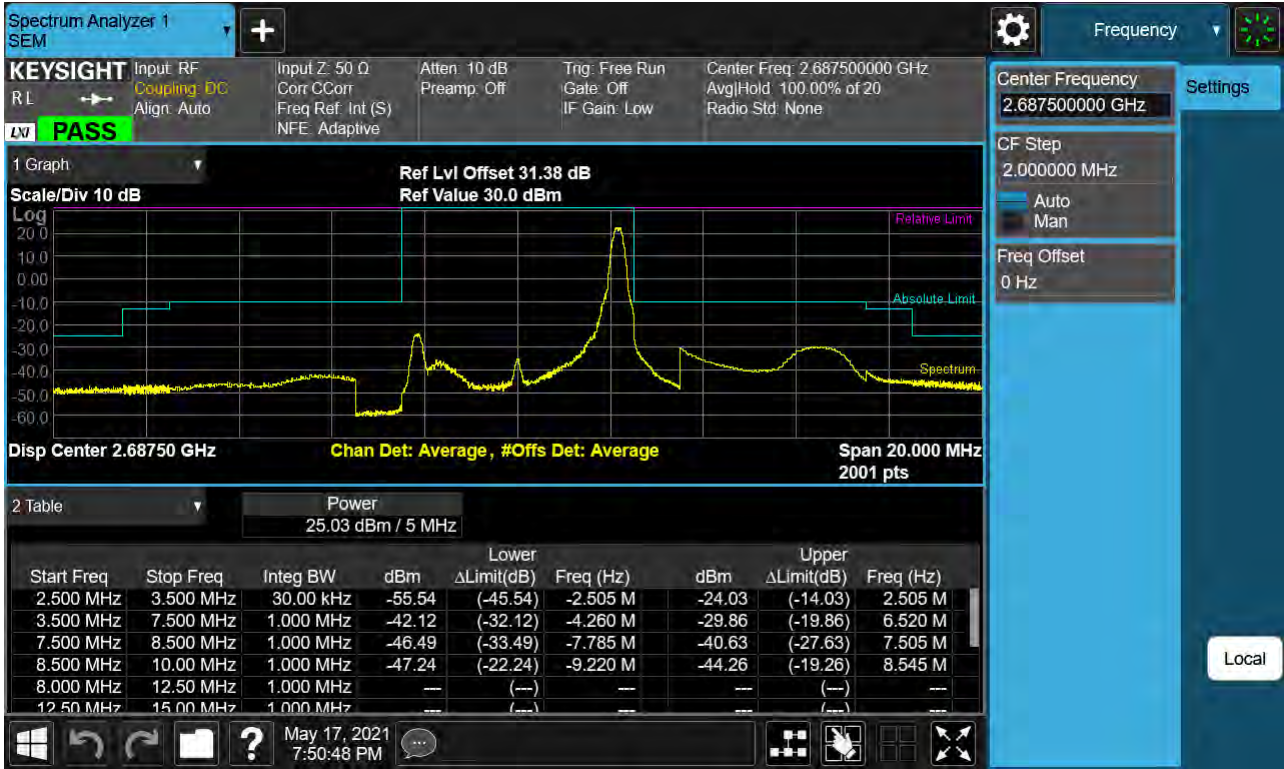 Spectrum Analyzer 1
SEM
Frequency
KEYSIGHT
Input: RF
Coupling: DC
Align: Auto
Input Z: 50 Ω
Corr CCorr
Freq Ref: Int (S)
NFE: Adaptive
Atten: 10 dB
Preamp: Off
Trig: Free Run
Gate: Off
IF Gain: Low
Center Freq: 2.687500000 GHz
Avg|Hold: 100.00% of 20
Radio Std: None
RL
LXI PASS
Center Frequency
2.687500000 GHz
Settings
CF Step
2.000000 MHz
Auto
Man
Freq Offset
0 Hz
Local
1 Graph
Scale/Div 10 dB
Ref Lvl Offset 31.38 dB
Ref Value 30.0 dBm
Log
20.0
10.0
0.00
-10.0
-20.0
-30.0
-40.0
-50.0
-60.0
Relative Limit
Absolute Limit
Spectrum
Disp Center 2.68750 GHz Chan Det: Average , #Offs Det: Average Span 20.000 MHz
2001 pts
2 Table
Power
25.03 dBm / 5 MHz
Lower Upper
Start Freq Stop Freq Integ BW dBm ΔLimit(dB) Freq (Hz) dBm ΔLimit(dB) Freq (Hz)
2.500 MHz 3.500 MHz 30.00 kHz -55.54 (-45.54) -2.505 M -24.03 (-14.03) 2.505 M
3.500 MHz 7.500 MHz 1.000 MHz -42.12 (-32.12) -4.260 M -29.86 (-19.86) 6.520 M
7.500 MHz 8.500 MHz 1.000 MHz -46.49 (-33.49) -7.785 M -40.63 (-27.63) 7.505 M
8.500 MHz 10.00 MHz 1.000 MHz -47.24 (-22.24) -9.220 M -44.26 (-19.26) 8.545 M
8.000 MHz 12.50 MHz 1.000 MHz --- (---) --- --- (---) ---
12.50 MHz 15.00 MHz 1.000 MHz --- (---) --- --- (---) ---
? May 17, 2021
7:50:48 PM